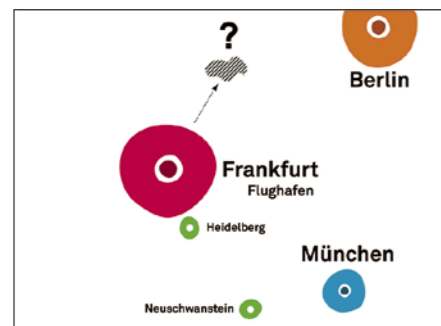 ?
Berlin
Frankfurt
Flughafen
Heidelberg
München
Neuschwanstein